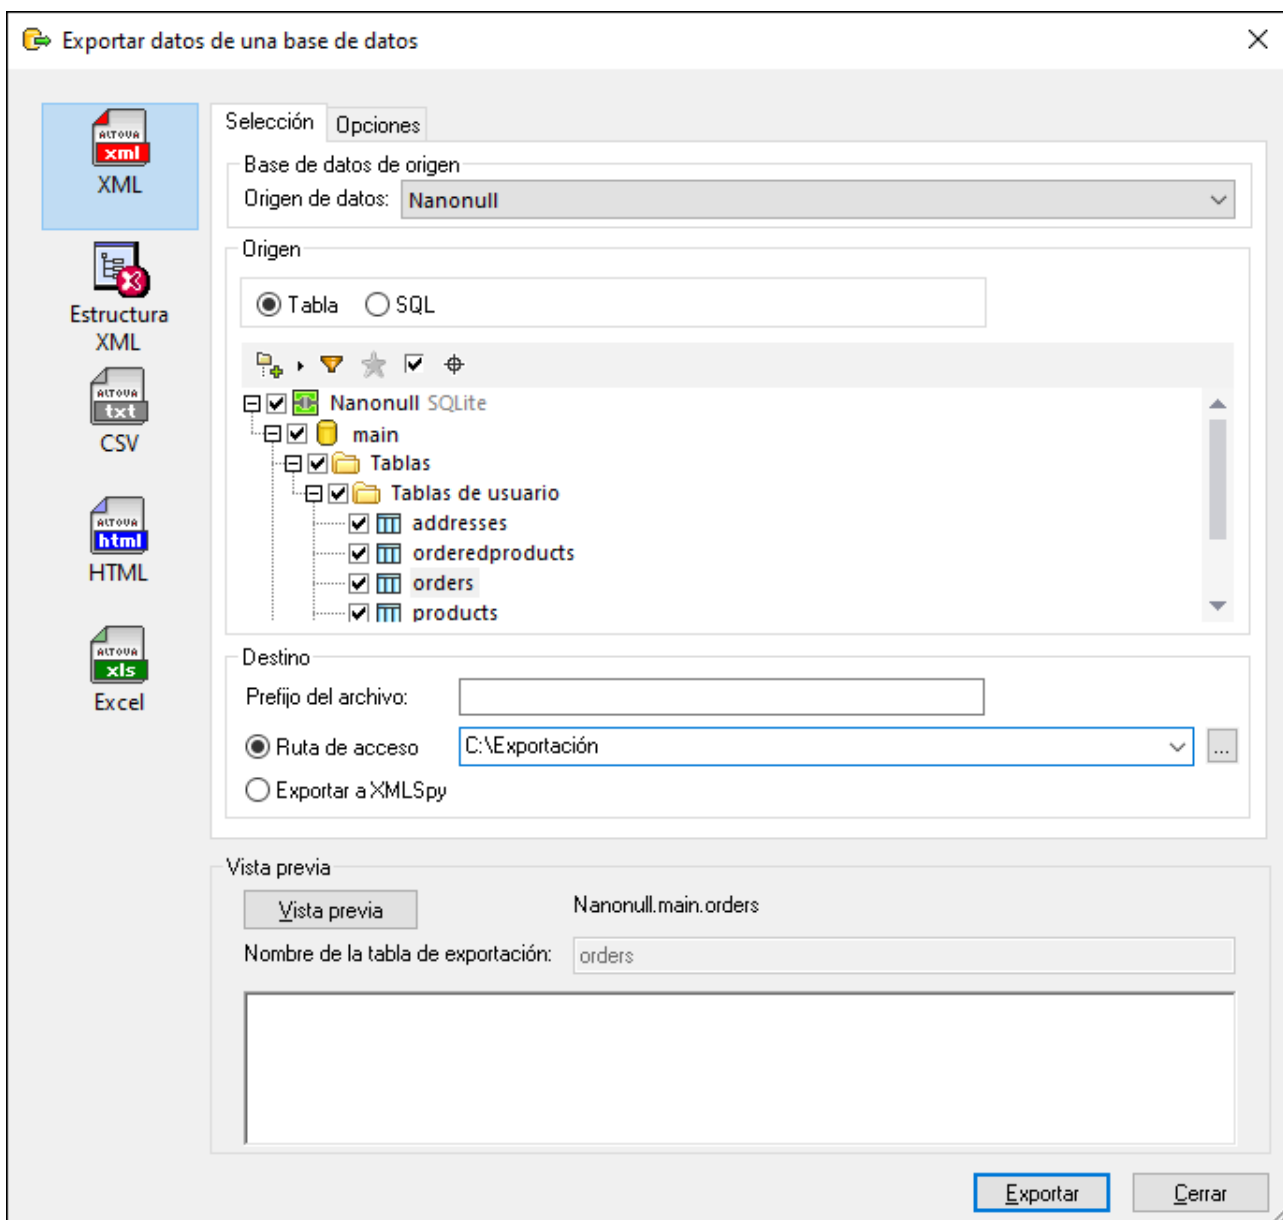 Exportar datos de una base de datos
ALTOVA
xml
XML
Estructura
XML
ALTOVA
txt
CSV
ALTOVA
html
HTML
ALTOVA
xls
Excel
Selección Opciones
Base de datos de origen
Origen de datos: Nanonull
Origen
Tabla SQL
Nanonull SQLite
main
Tablas
Tablas de usuario
addresses
orderedproducts
orders
products
Destino
Prefijo del archivo:
Ruta de acceso C:\Exportación ...
Exportar a XMLSpy
Vista previa
Vista previa Nanonull.main.orders
Nombre de la tabla de exportación: orders
Exportar Cerrar